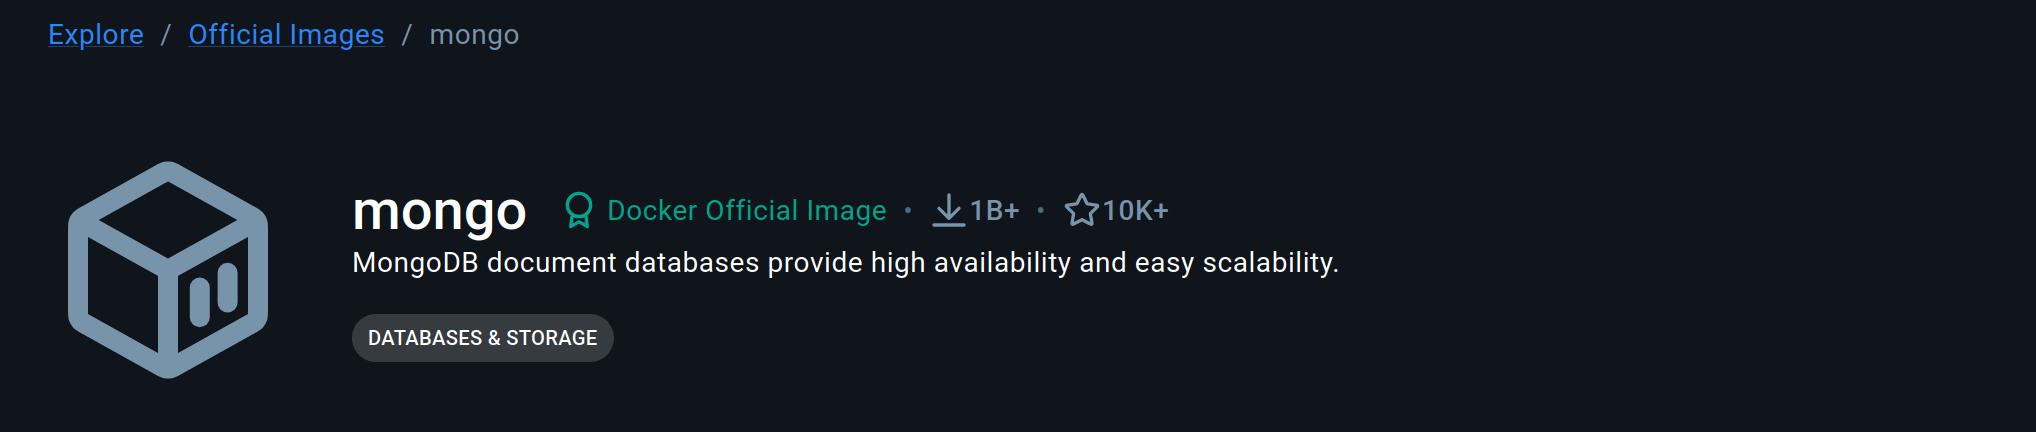 Explore / Official Images / mongo
mongo Docker Official Image • 1B+ • 10K+
MongoDB document databases provide high availability and easy scalability.
DATABASES & STORAGE